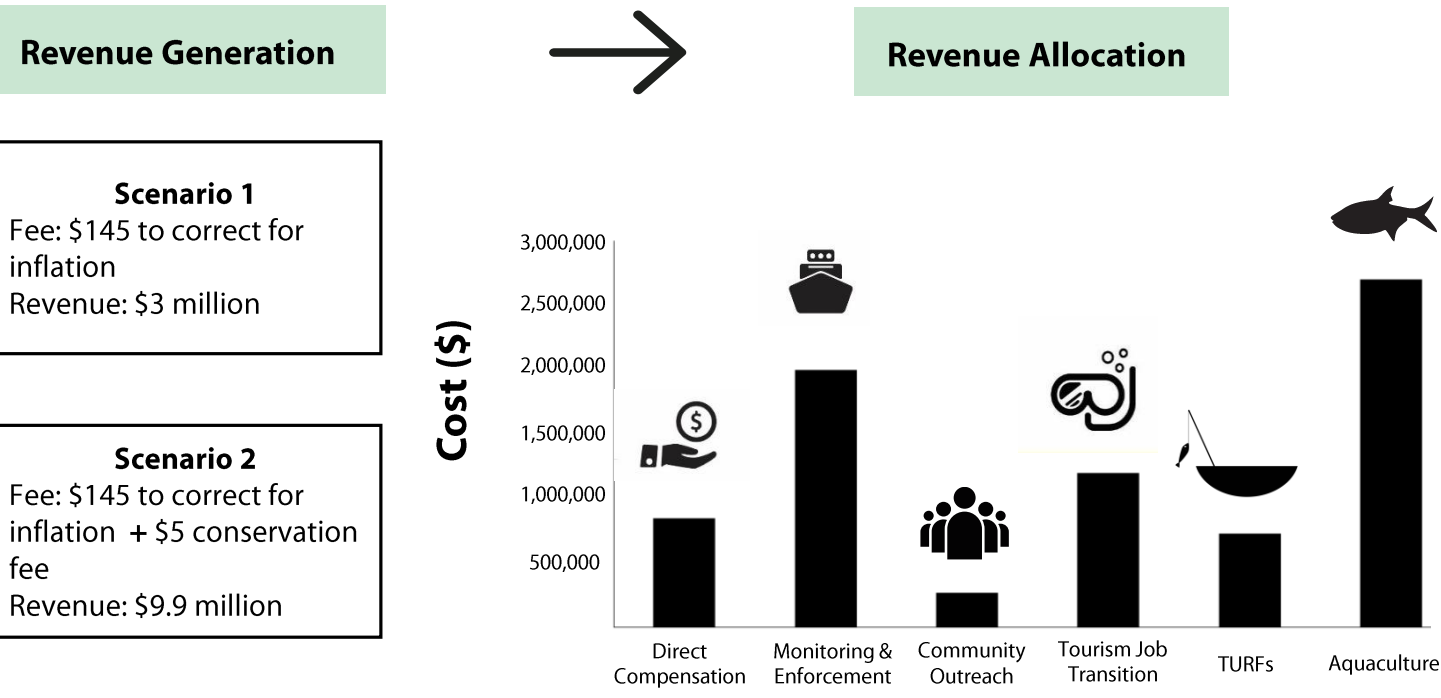 Revenue Generation
Revenue Allocation
Scenario 1
Fee: $145 to correct for
inflation
Revenue: $3 million
Scenario 2
Fee: $145 to correct for
inflation + $5 conservation
fee
Revenue: $9.9 million
Cost ($)
3,000,000
2,500,000
2,000,000
1,500,000
1,000,000
500,000
$
Direct
Compensation
Monitoring &
Enforcement
Community
Outreach
Tourism Job
Transition
TURFs
Aquaculture